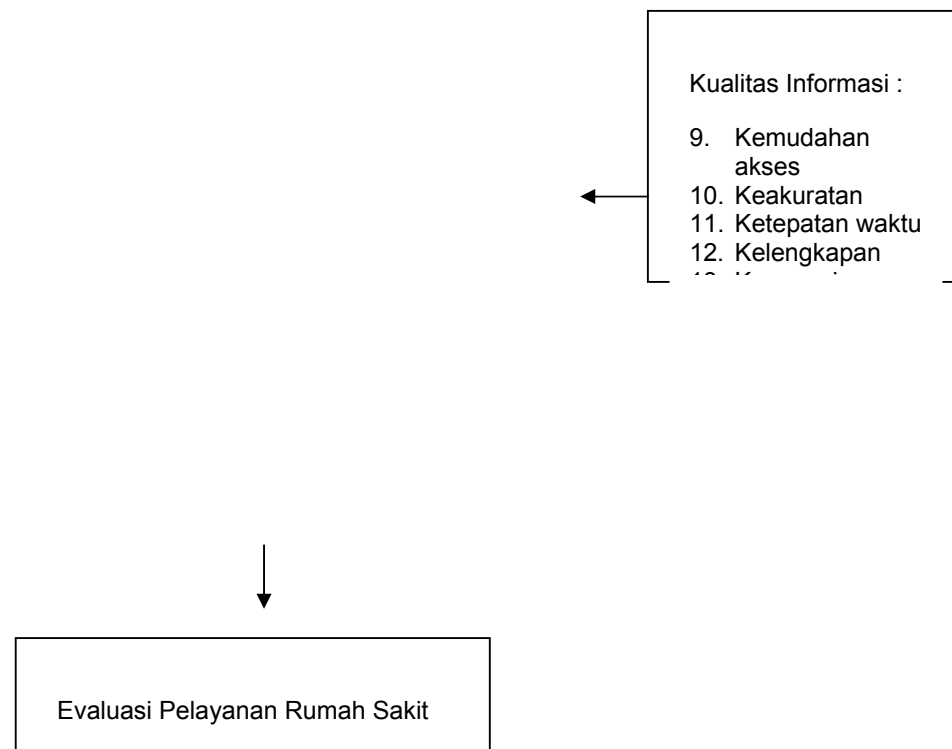 Kualitas Informasi :
9. Kemudahan
akses
10. Keakuratan
11. Ketepatan waktu
12. Kelengkapan
Evaluasi Pelayanan Rumah Sakit